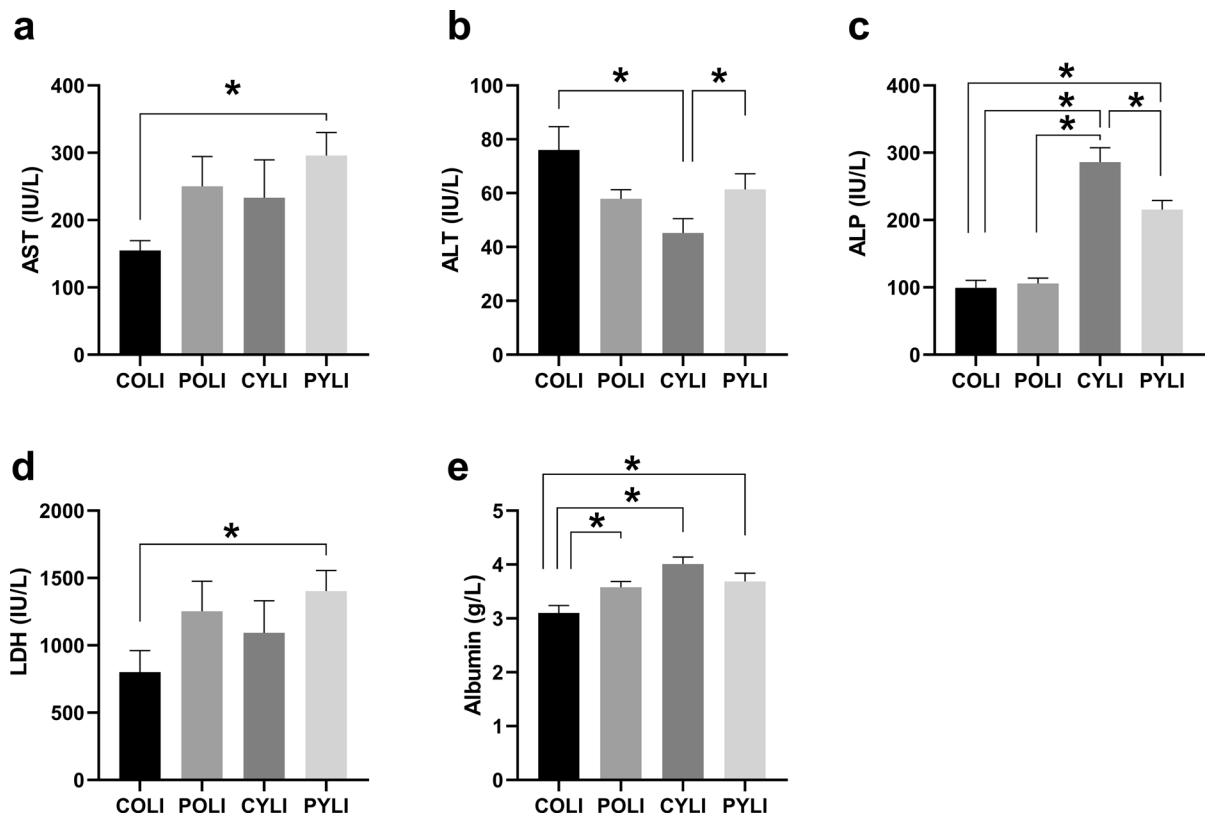 a
b
c
*
AST (IU/L)
400
300
200
100
0
COLI POLI CYLI PYLI
* *
ALT (IU/L)
100
80
60
40
20
0
COLI POLI CYLI PYLI
*
* *
*
ALP (IU/L)
400
300
200
100
0
COLI POLI CYLI PYLI
d
e
*
LDH (IU/L)
2000
1500
1000
500
0
COLI POLI CYLI PYLI
*
*
*
Albumin (g/L)
5
4
3
2
1
0
COLI POLI CYLI PYLI